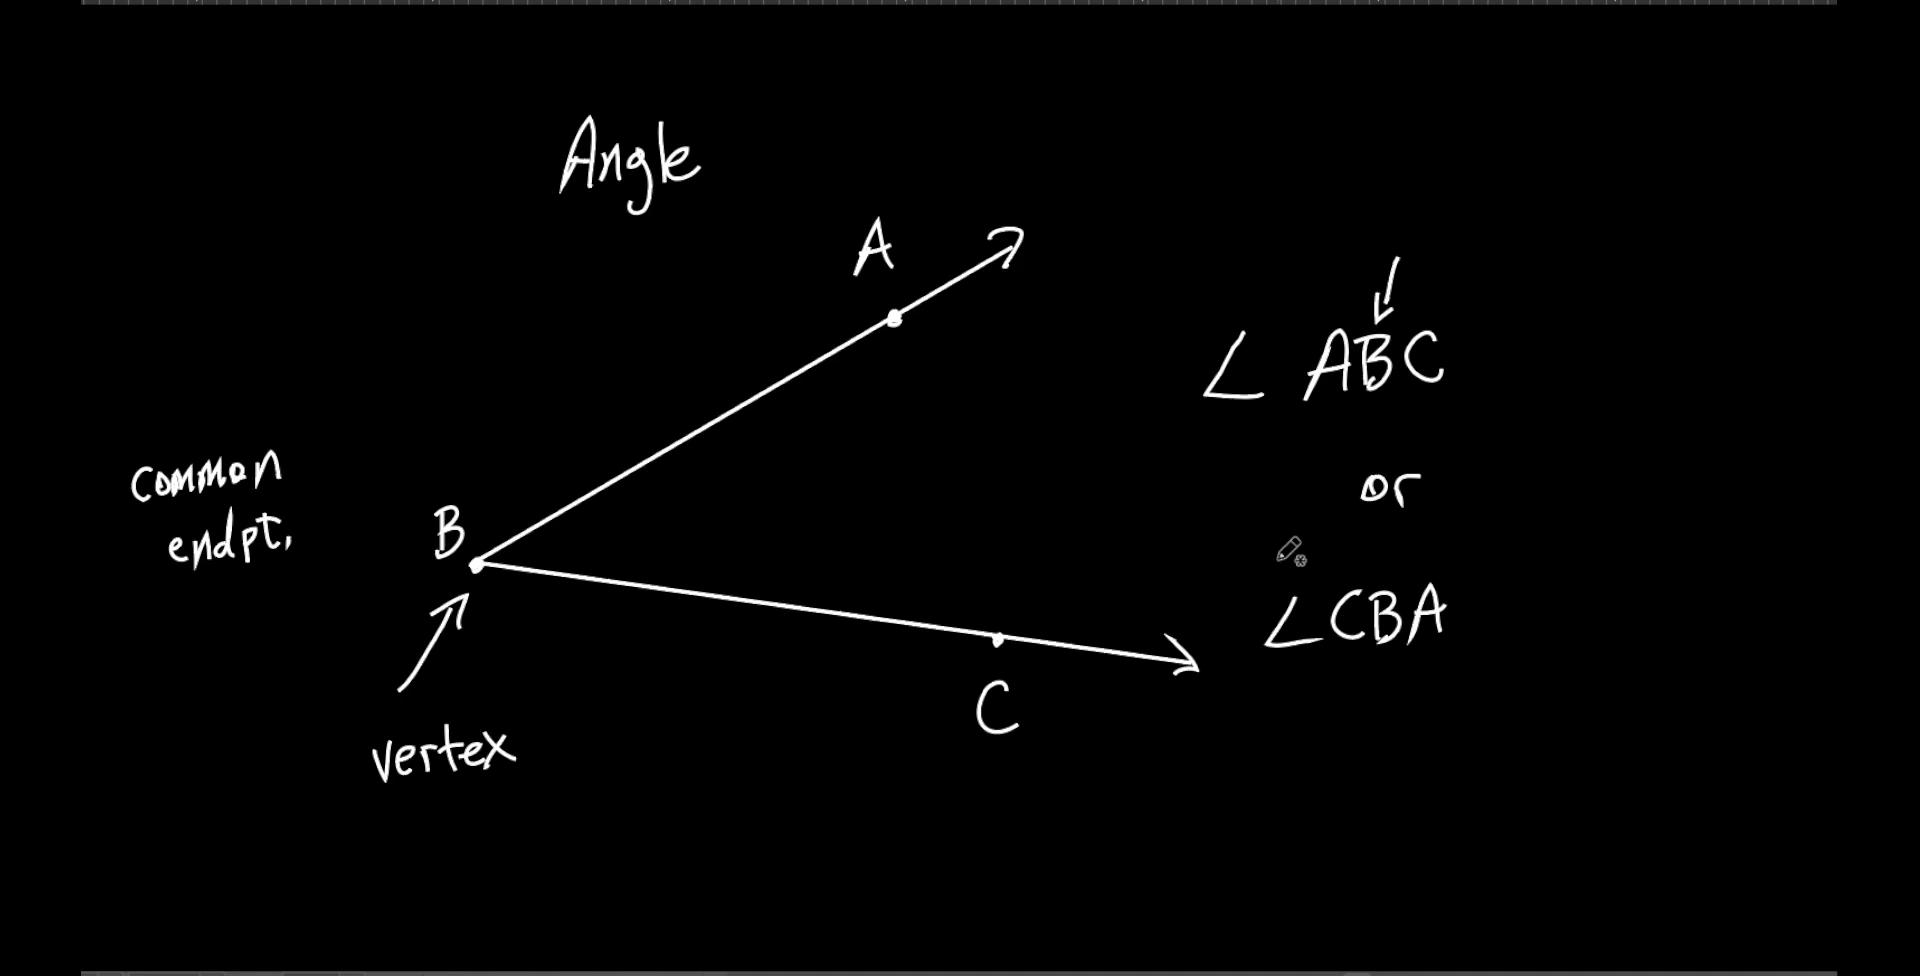 Angle
A
∠ ABC
common
endpt.
B
or
∠CBA
C
vertex